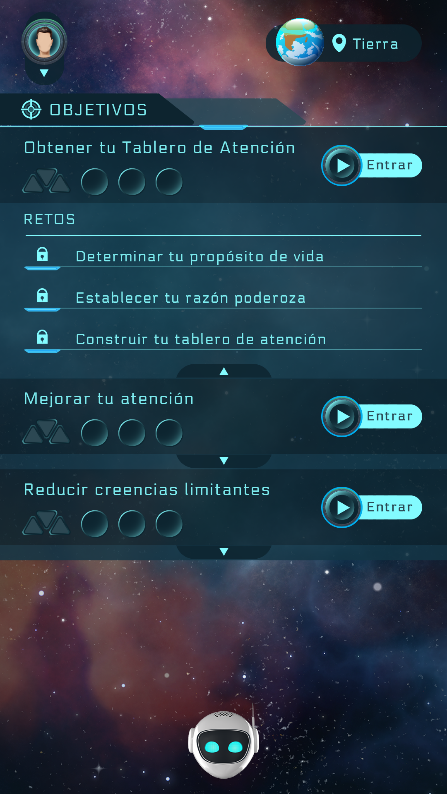 Tierra
OBJETIVOS
Obtener tu Tablero de Atención
Entrar
RETOS
Determinar tu propósito de vida
Establecer tu razón poderoza
Construir tu tablero de atención
Mejorar tu atención
Entrar
Reducir creencias limitantes
Entrar